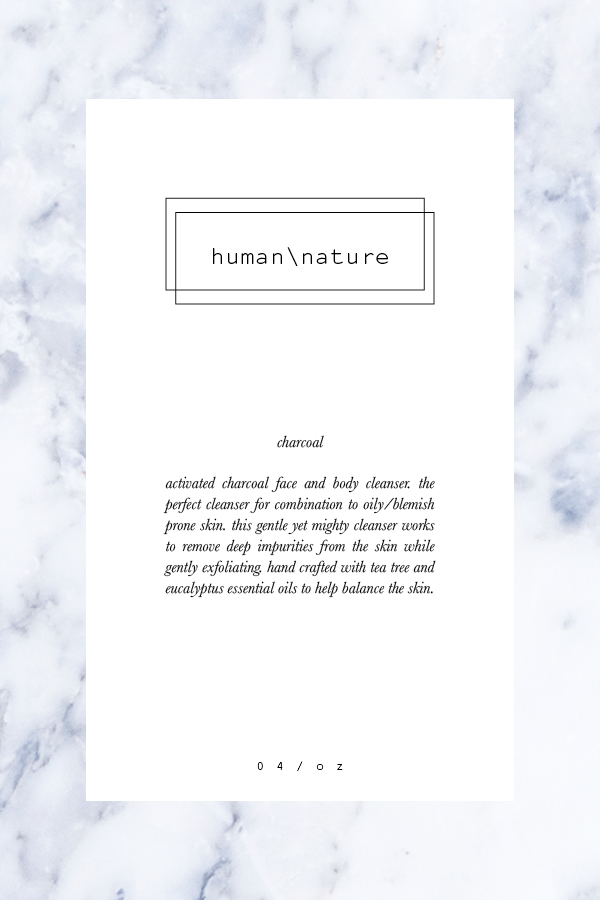 human\nature
charcoal
activated charcoal face and body cleanser. the
perfect cleanser for combination to oily/blemish
prone skin. this gentle yet mighty cleanser works
to remove deep impurities from the skin while
gently exfoliating. hand crafted with tea tree and
eucalyptus essential oils to help balance the skin.
04/oz